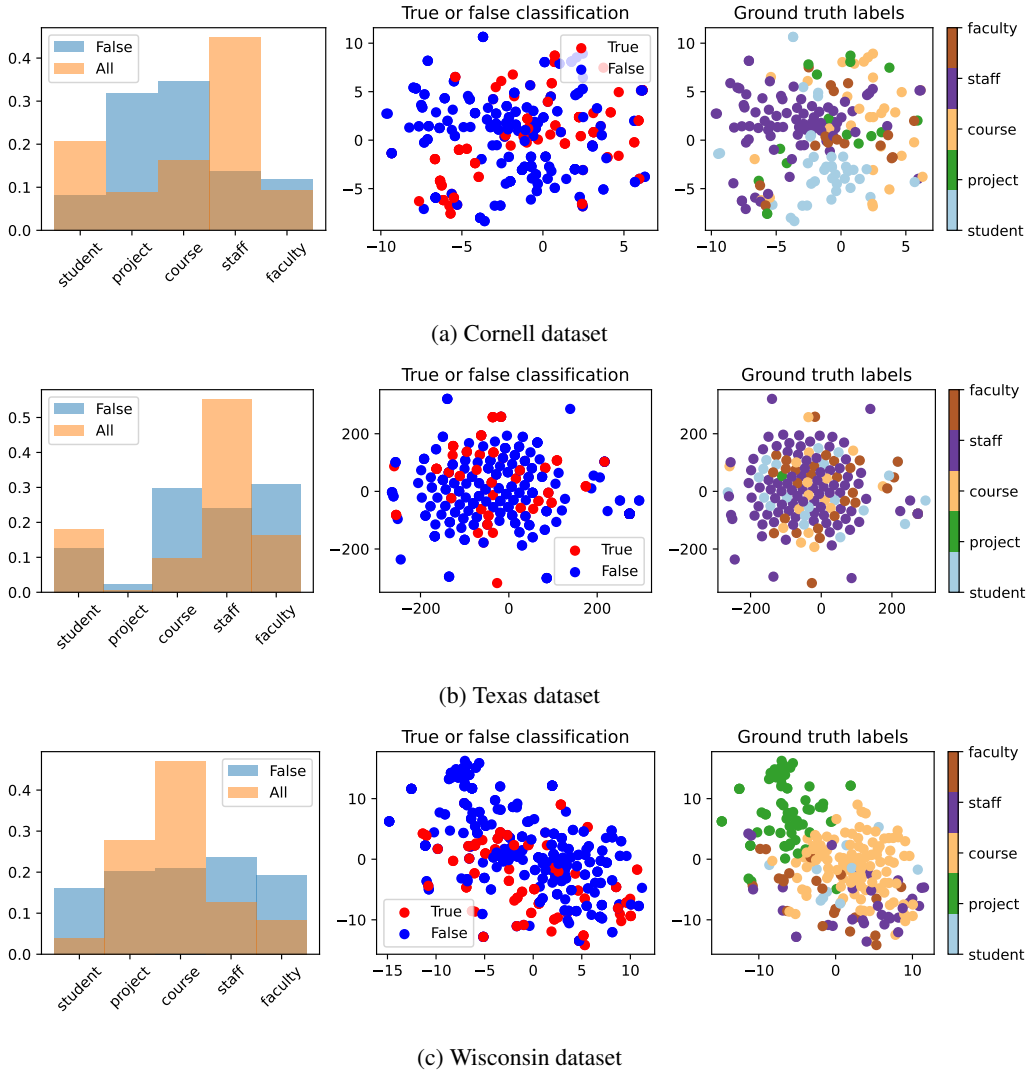 True or false classification
Ground truth labels
False
All
True
False
0.4
0.3
0.2
0.1
0.0
student
project
course
staff
faculty
10
5
0
−5
−10
−5
0
5
10
5
0
−5
−10
−5
0
5
faculty
staff
course
project
student
(a) Cornell dataset
True or false classification
Ground truth labels
False
All
True
False
0.5
0.4
0.3
0.2
0.1
0.0
student
project
course
staff
faculty
200
0
−200
−200
0
200
200
0
−200
−200
0
200
faculty
staff
course
project
student
(b) Texas dataset
True or false classification
Ground truth labels
False
All
True
False
0.4
0.3
0.2
0.1
0.0
student
project
course
staff
faculty
10
0
−10
−15
−10
−5
0
5
10
10
0
−10
−10
0
10
faculty
staff
course
project
student
(c) Wisconsin dataset